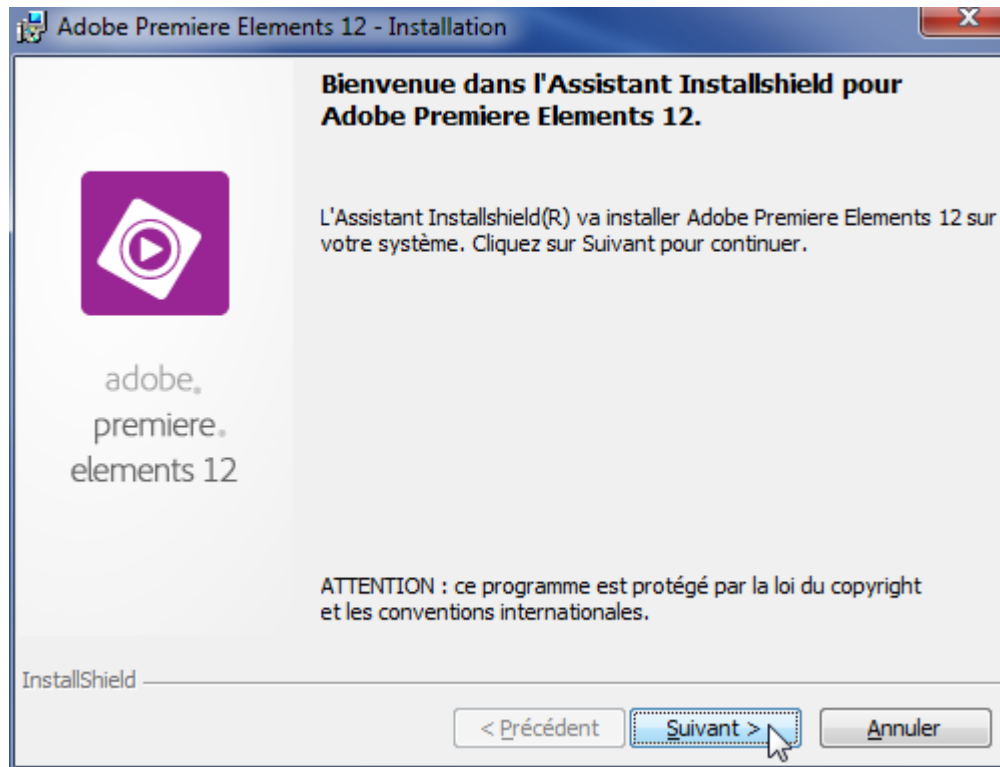 Adobe Premiere Elements 12 - Installation
Bienvenue dans l'Assistant Installshield pour
Adobe Premiere Elements 12.
L'Assistant Installshield(R) va installer Adobe Premiere Elements 12 sur
votre système. Cliquez sur Suivant pour continuer.
adobe®
premiere®
elements 12
ATTENTION : ce programme est protégé par la loi du copyright
et les conventions internationales.
InstallShield
< Précédent
Suivant >
Annuler